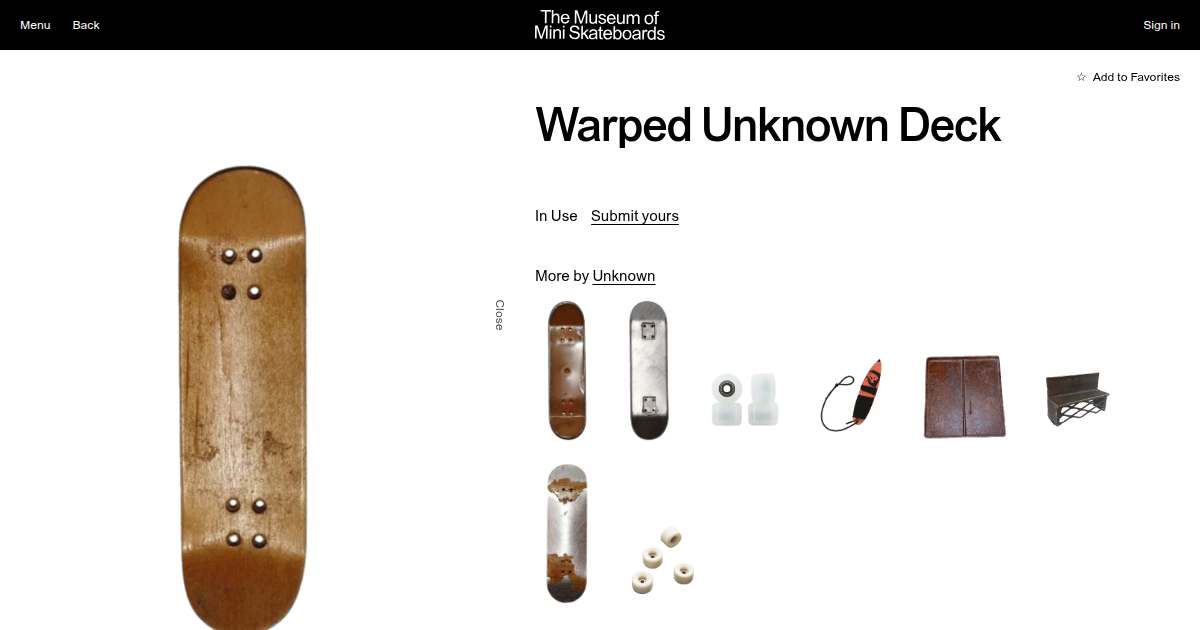 Menu
Back
The Museum of
Mini Skateboards
Sign in
☆ Add to Favorites
Warped Unknown Deck
In Use Submit yours
More by Unknown
Close